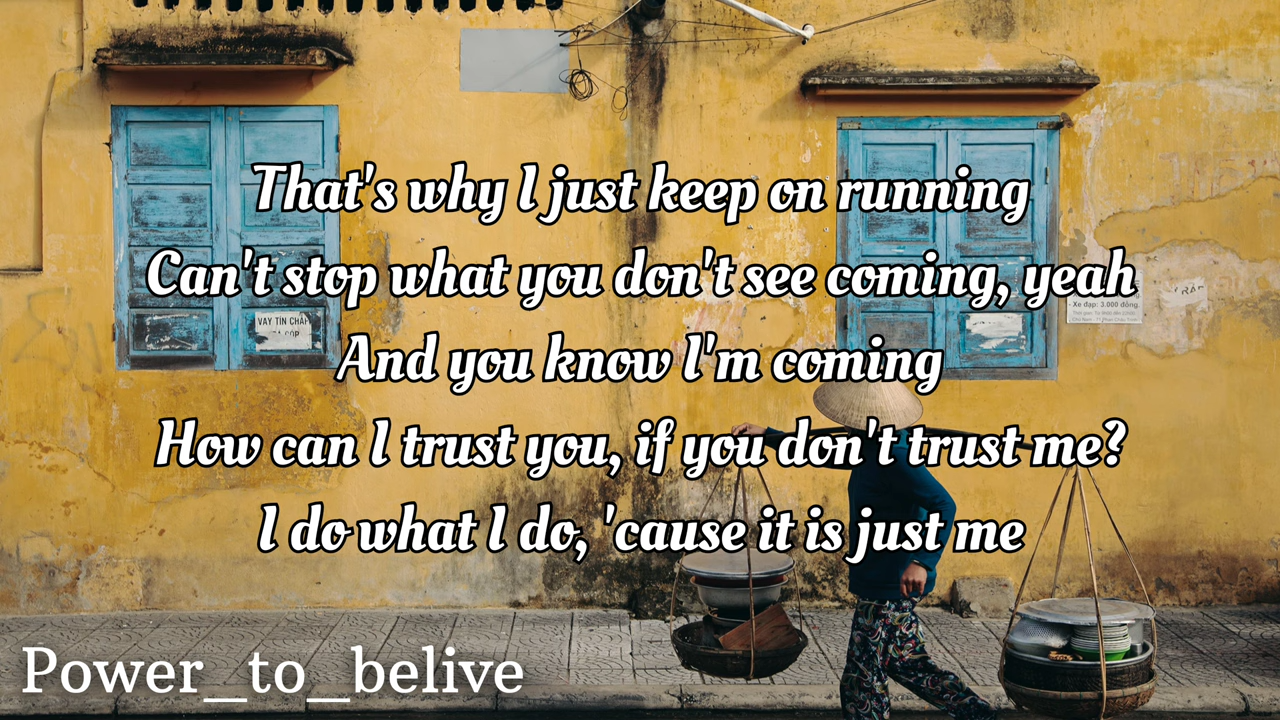 That's why I just keep on running
Can't stop what you don't see coming, yeah
VAY TÍN CHẤP
- Xe đạp: 3.000 đồng
And you know I'm coming
How can I trust you, if you don't trust me?
I do what I do, 'cause it is just me
Power_to_belive